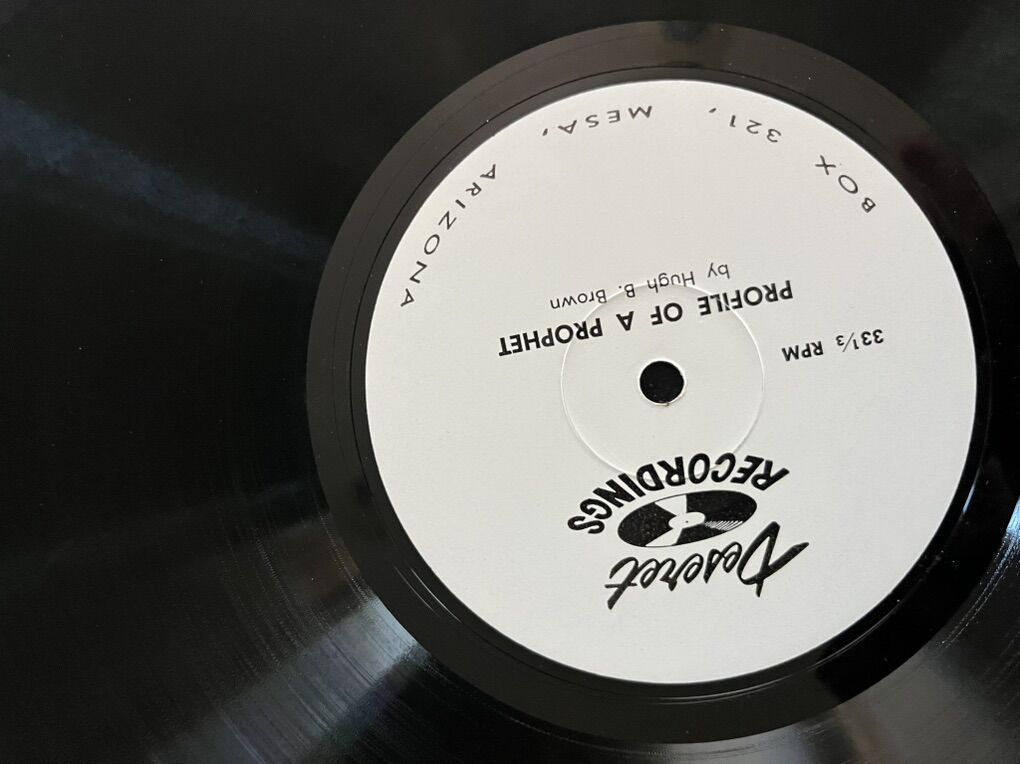 Deseret
RECORDINGS
33⅓ RPM
PROFILE OF A PROPHET
by Hugh B. Brown
BOX 321, MESA, ARIZONA